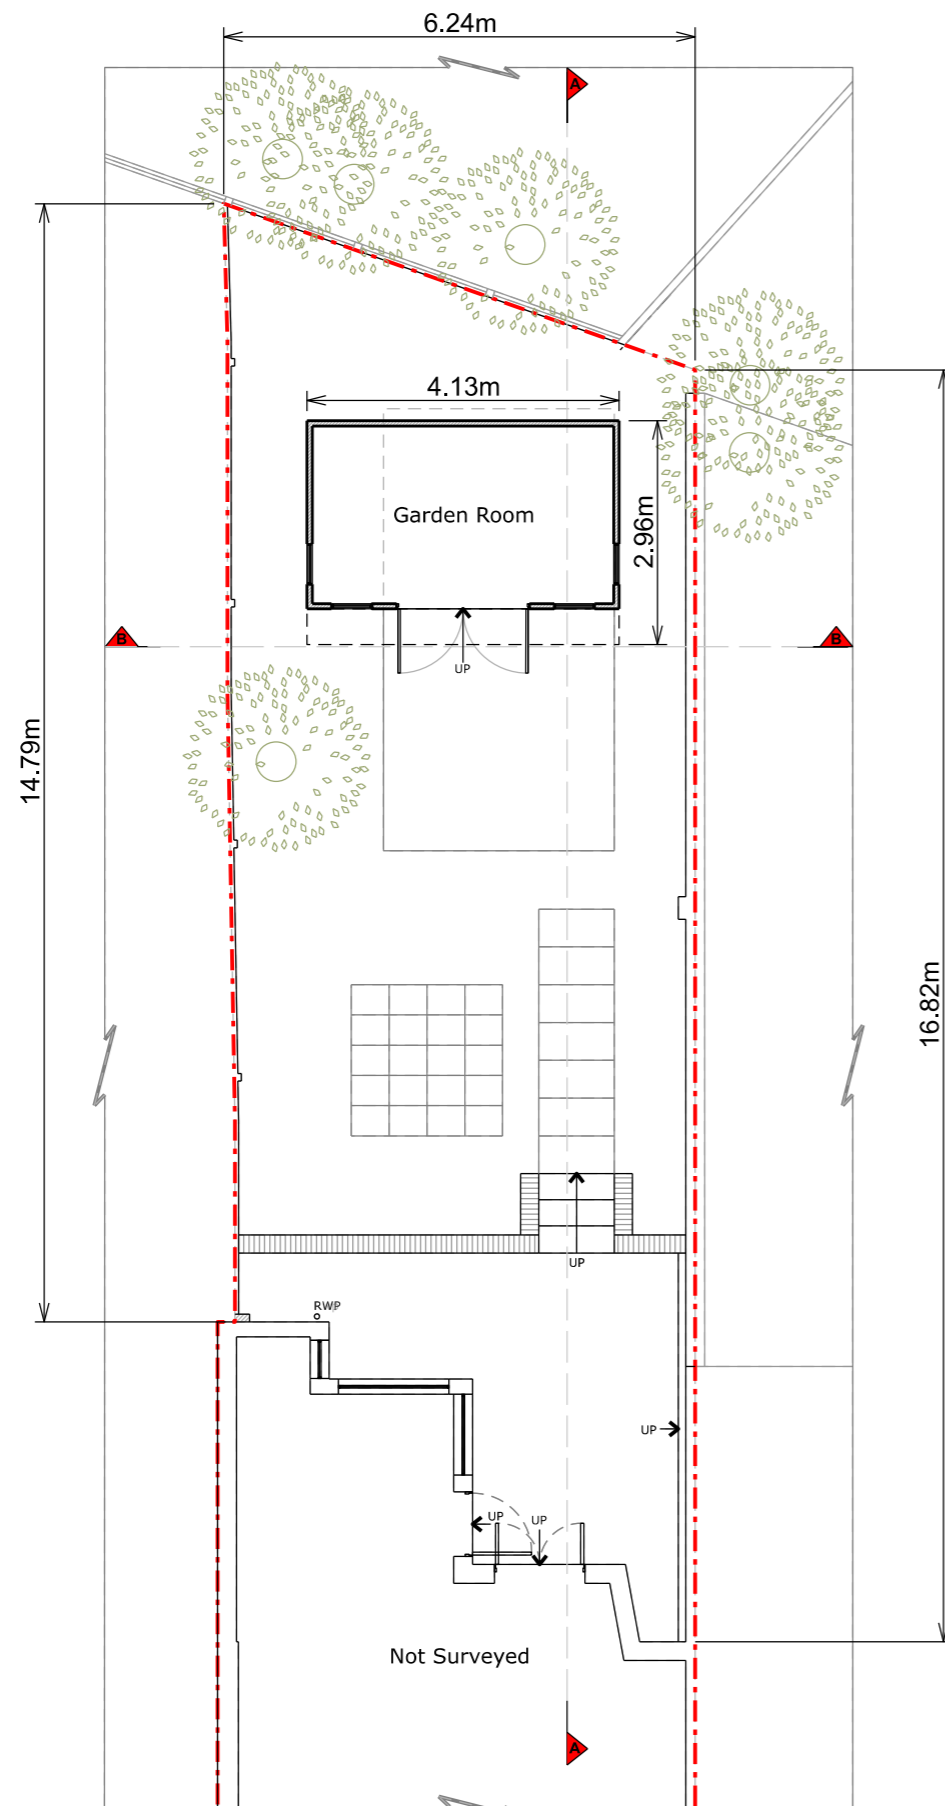 6.24m
A
4.13m
Garden Room
2.96m
B
B
UP
14.79m
16.82m
UP
RWP
UP
UP
UP
Not Surveyed
A